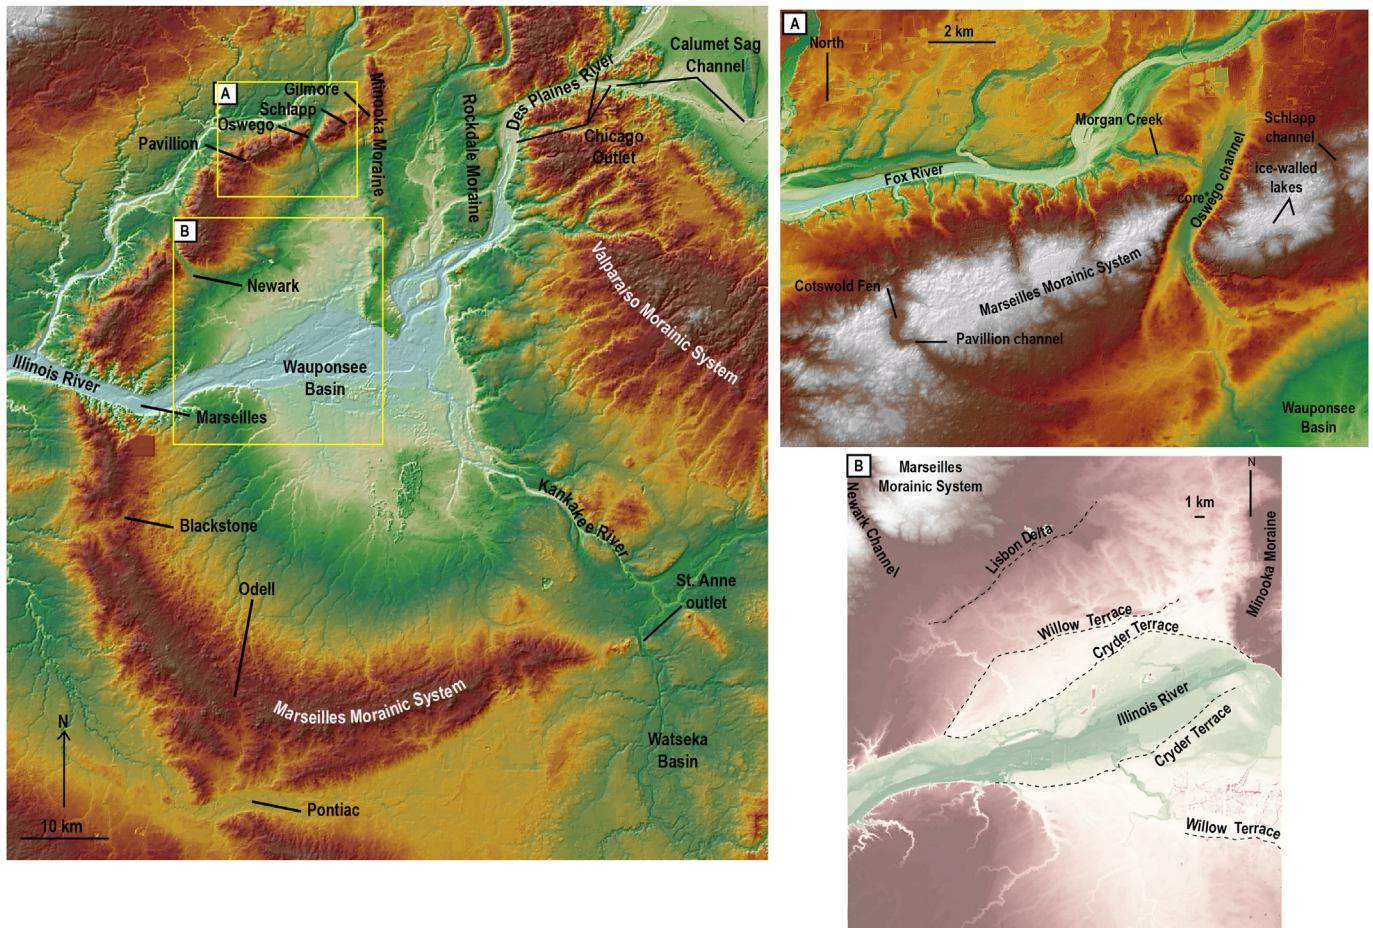 Calumet Sag
Channel
Des Plaines River
Gilmore
A
Schlapp
Oswego
Pavillion
Minooka Moraine
Rockdale Moraine
Chicago
Outlet
B
Newark
Valparaiso Morainic System
Illinois River
Wauponsee
Basin
Marseilles
Kankakee River
Blackstone
St. Anne
outlet
Odell
Marseilles Morainic System
N
Watseka
Basin
10 km
Pontiac
A
North
2 km
Morgan Creek
Schlapp
channel
ice-walled
lakes
Fox River
core*
Oswego channel
Cotswold Fen
Marseilles Morainic System
Pavillion channel
Wauponsee
Basin
B
Marseilles
Morainic System
N
1 km
Newark Channel
Lisbon Delta
Minooka Moraine
Willow Terrace
Cryder Terrace
Illinois River
Cryder Terrace
Willow Terrace